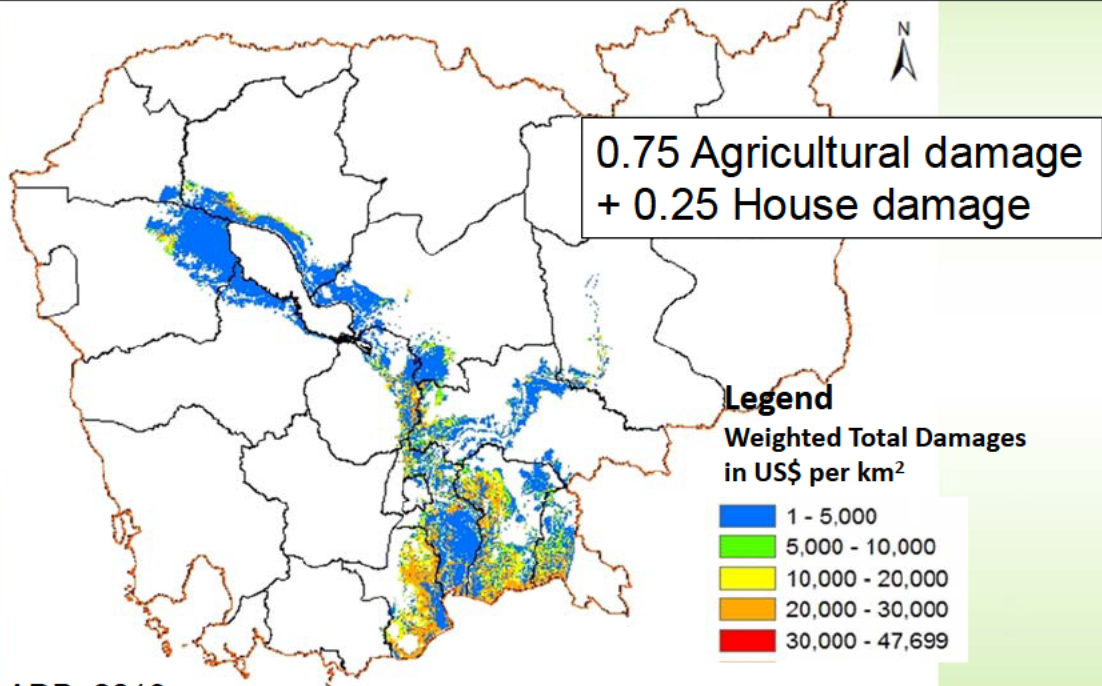 N
0.75 Agricultural damage
+ 0.25 House damage
Legend
Weighted Total Damages
in US$ per km²
1 - 5,000
5,000 - 10,000
10,000 - 20,000
20,000 - 30,000
30,000 - 47,699